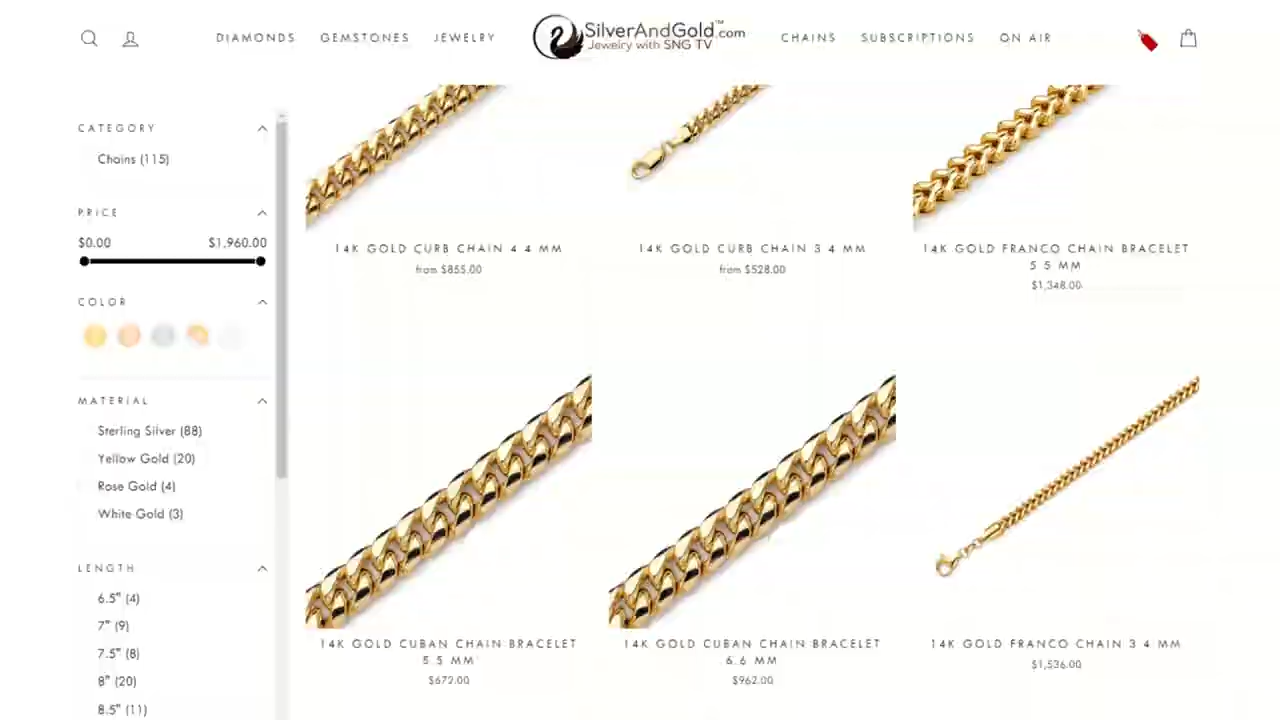 DIAMONDS GEMSTONES JEWELRY SilverAndGold.com™ CHAINS SUBSCRIPTIONS ON AIR
Jewelry with SNG TV
CATEGORY
Chains (115)
PRICE
$0.00 $1,960.00
COLOR
MATERIAL
Sterling Silver (88)
Yellow Gold (20)
Rose Gold (4)
White Gold (3)
LENGTH
6.5" (4)
7" (9)
7.5" (8)
8" (20)
8.5" (11)
14K GOLD CURB CHAIN 4 4 MM
from $855.00
14K GOLD CURB CHAIN 3 4 MM
from $528.00
14K GOLD FRANCO CHAIN BRACELET
5 5 MM
$1,348.00
14K GOLD CUBAN CHAIN BRACELET
5.5 MM
$672.00
14K GOLD CUBAN CHAIN BRACELET
6.6 MM
$962.00
14K GOLD FRANCO CHAIN 3 4 MM
$1,536.00